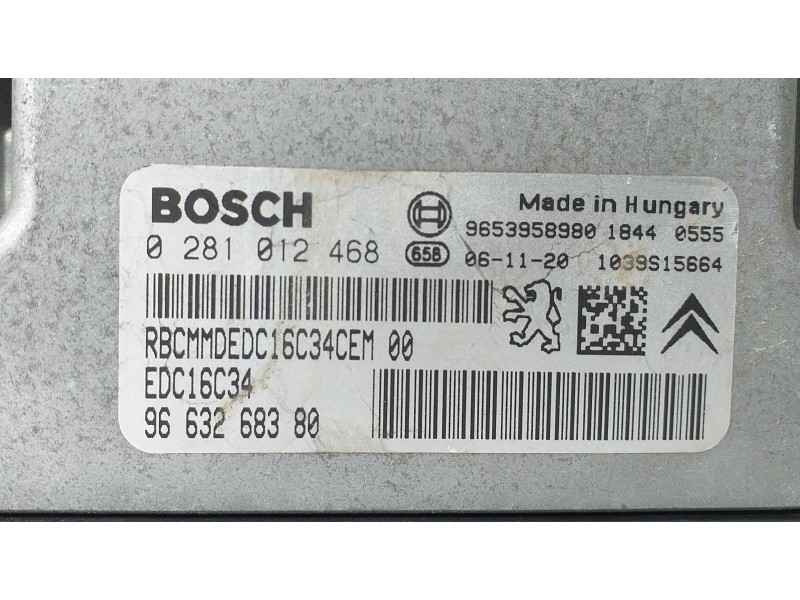 BOSCH
Made in Hungary
0 281 012 468
9653958980 1844 0555
658
06-11-20 1039S15664
RBCMMDEDC16C34CEM 00
EDC16C34
96 632 683 80